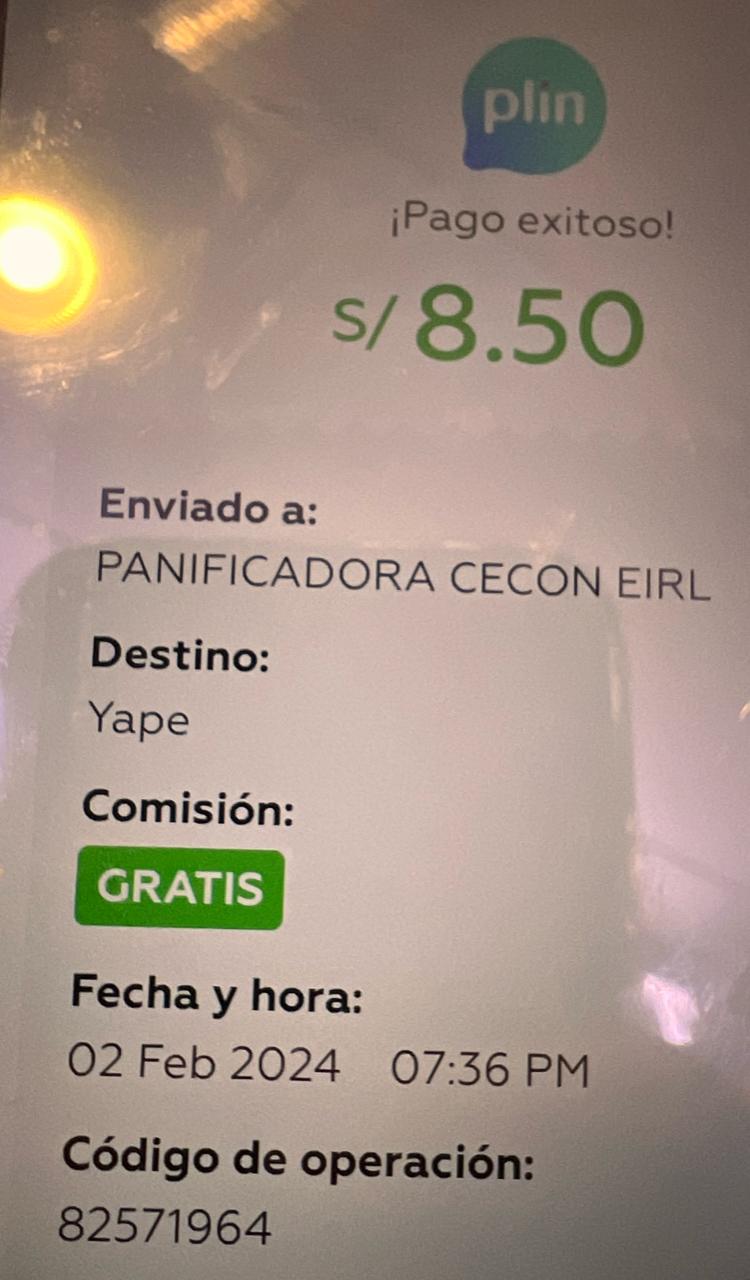 plin
¡Pago exitoso!
S/ 8.50
Enviado a:
PANIFICADORA CECON EIRL
Destino:
Yape
Comisión:
GRATIS
Fecha y hora:
02 Feb 2024 07:36 PM
Código de operación:
82571964